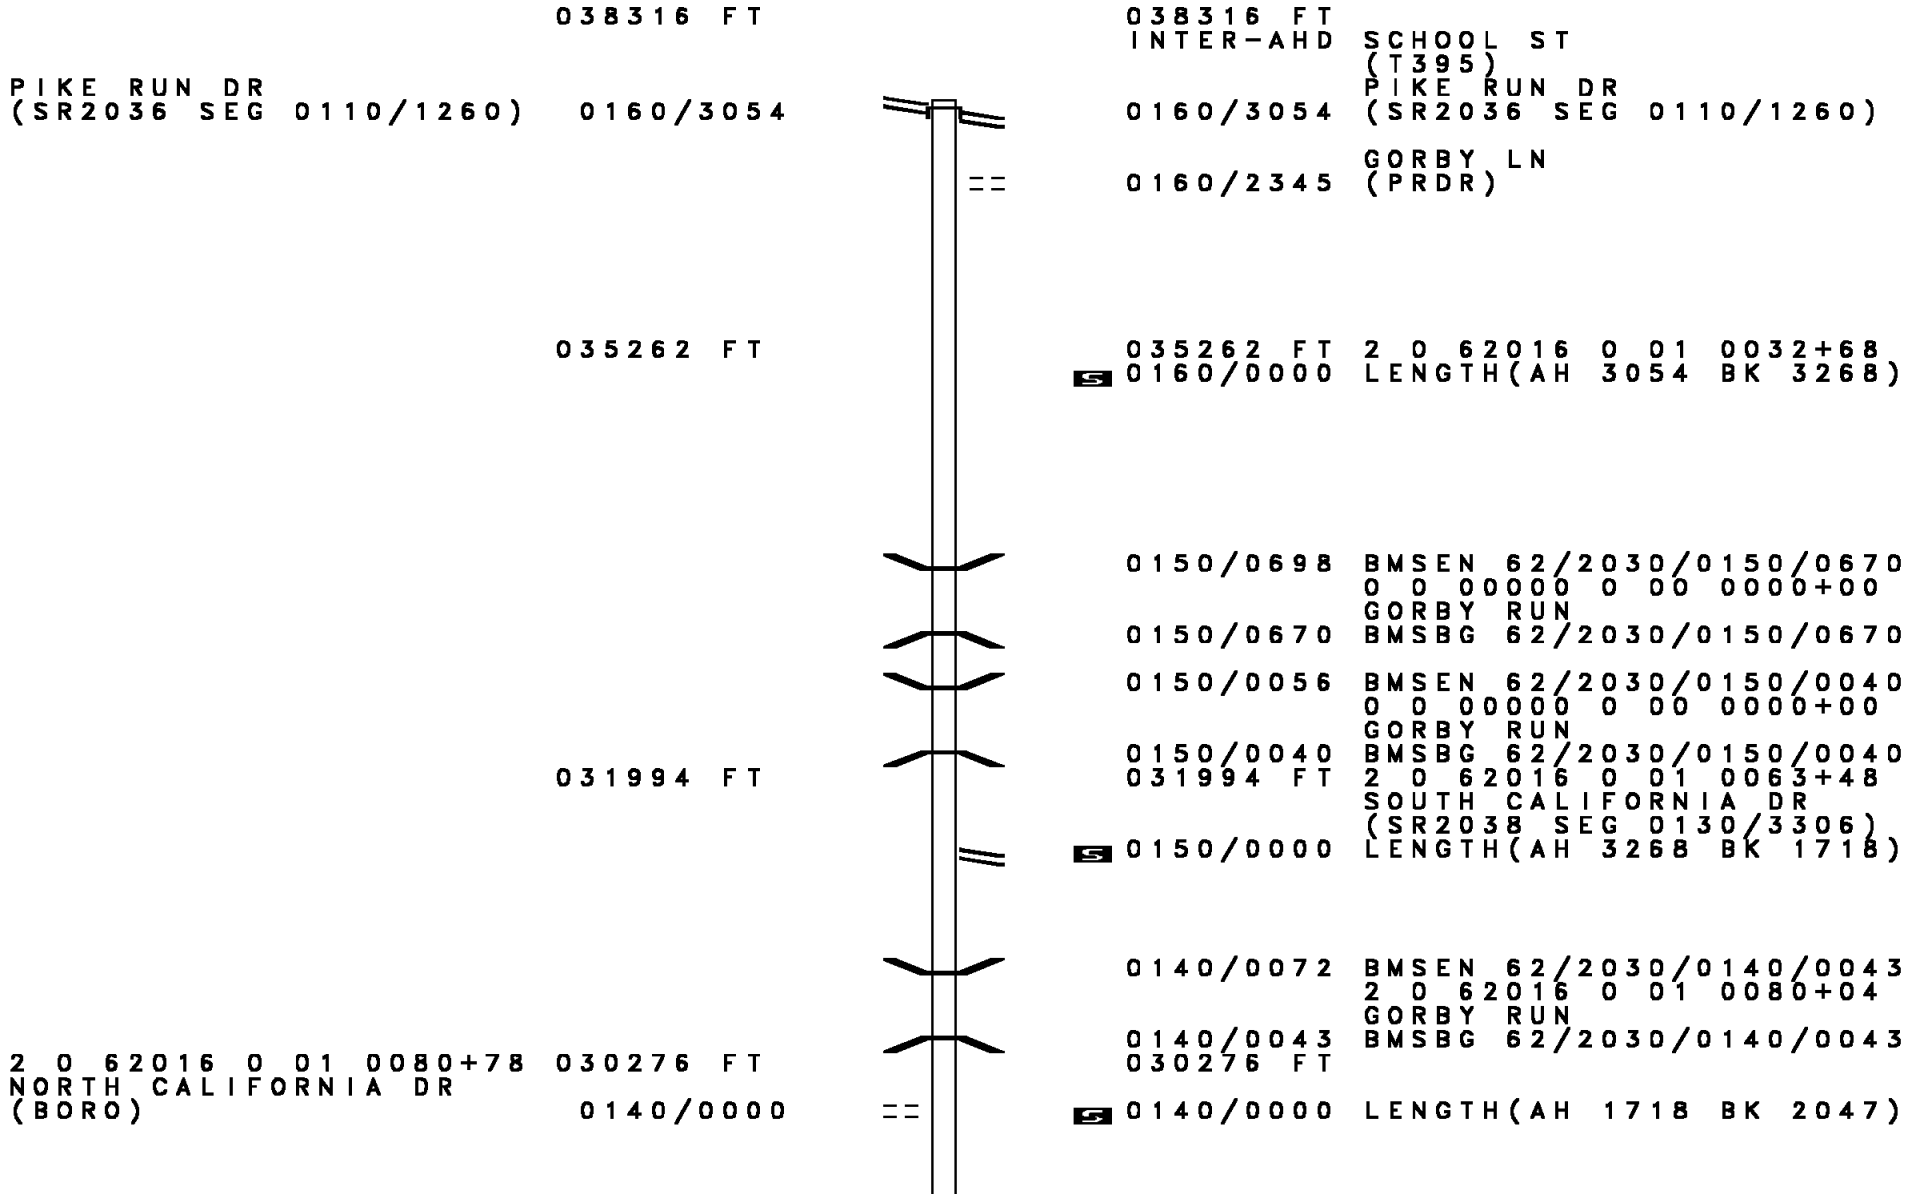 038316 FT 038316 FT
INTER-AHD SCHOOL ST
(T395)
PIKE RUN DR PIKE RUN DR
(SR2036 SEG 0110/1260) 0160/3054 0160/3054 (SR2036 SEG 0110/1260)
GORBY LN
0160/2345 (PRDR)
035262 FT 035262 FT 2 0 62016 0 01 0032+68
S 0160/0000 LENGTH(AH 3054 BK 3268)
0150/0698 BMSEN 62/2030/0150/0670
0 0 00000 0 00 0000+00
GORBY RUN
0150/0670 BMSBG 62/2030/0150/0670
0150/0056 BMSEN 62/2030/0150/0040
0 0 00000 0 00 0000+00
GORBY RUN
0150/0040 BMSBG 62/2030/0150/0040
031994 FT 031994 FT 2 0 62016 0 01 0063+48
SOUTH CALIFORNIA DR
(SR2038 SEG 0130/3306)
S 0150/0000 LENGTH(AH 3268 BK 1718)
0140/0072 BMSEN 62/2030/0140/0043
2 0 62016 0 01 0080+04
GORBY RUN
0140/0043 BMSBG 62/2030/0140/0043
2 0 62016 0 01 0080+78 030276 FT 030276 FT
NORTH CALIFORNIA DR
(BORO) 0140/0000 S 0140/0000 LENGTH(AH 1718 BK 2047)